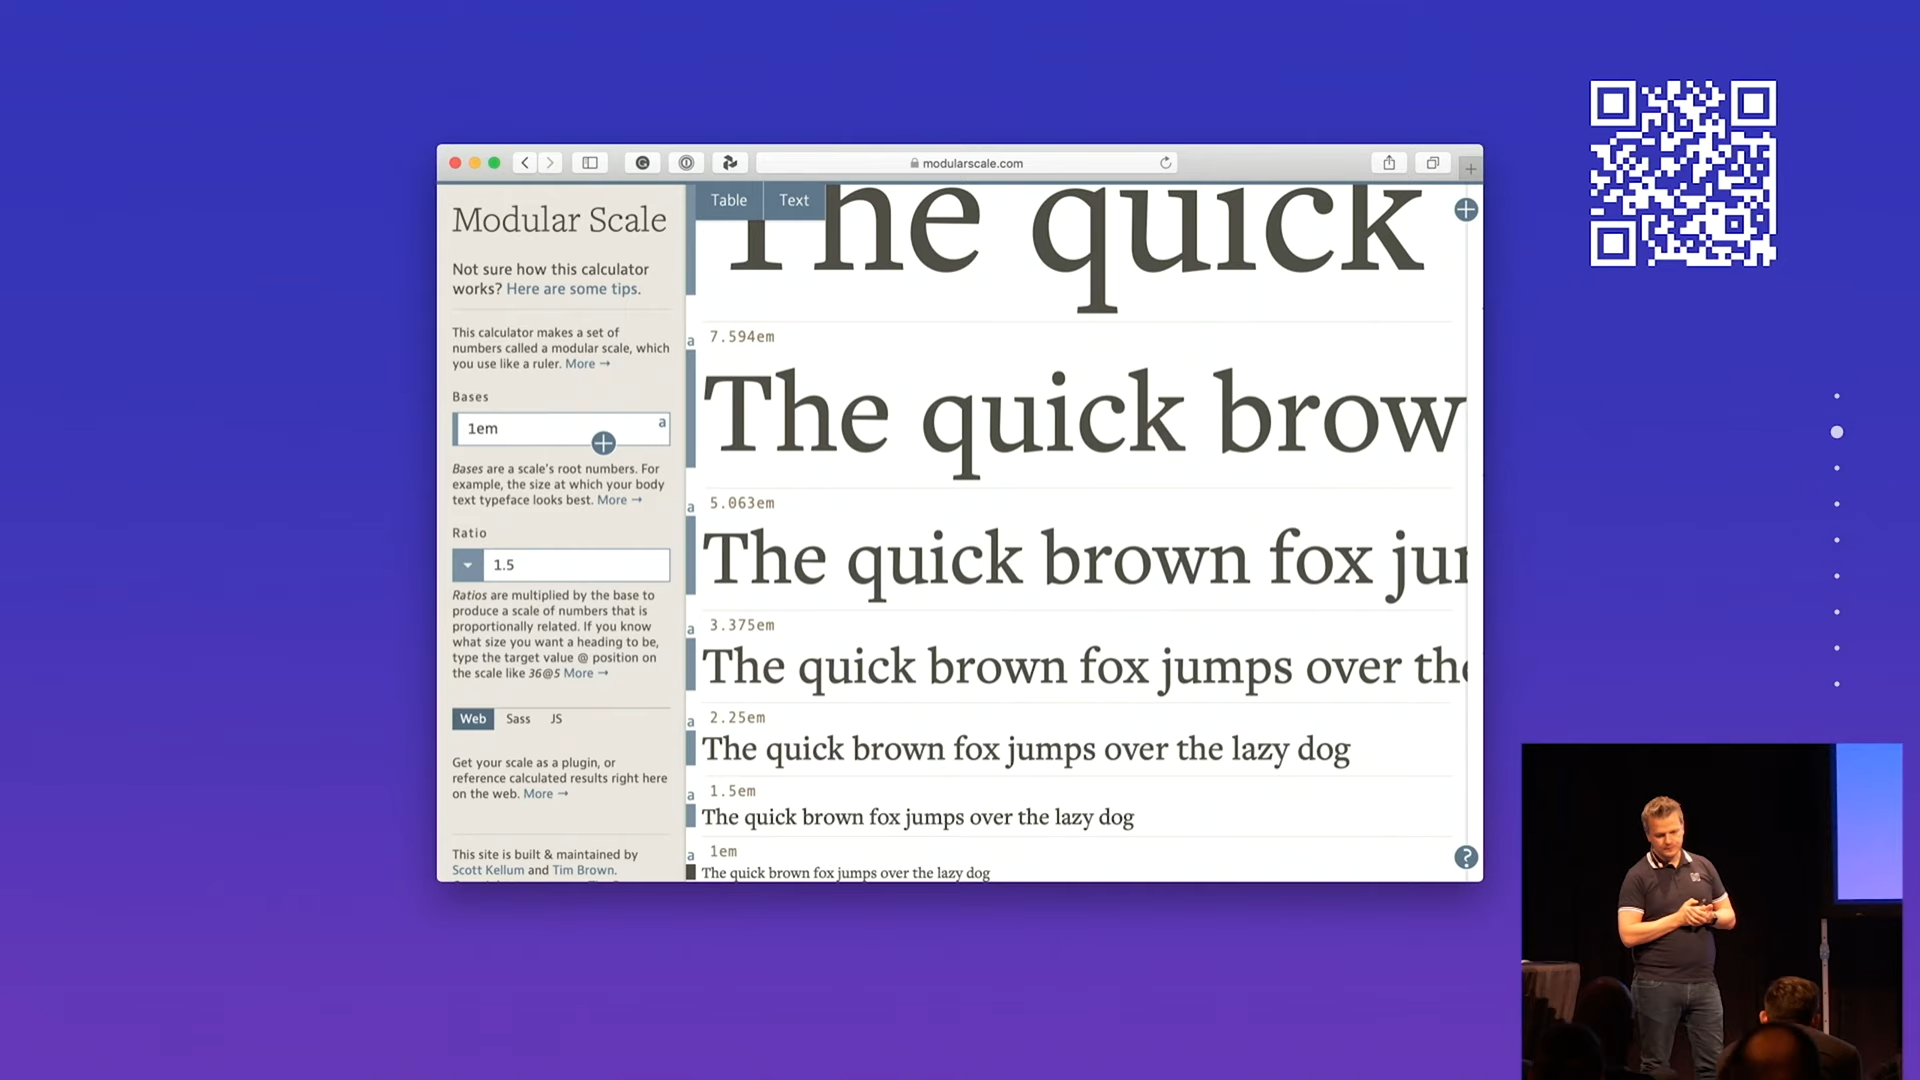 modularscale.com
Modular Scale
Not sure how this calculator
works? Here are some tips.
This calculator makes a set of
numbers called a modular scale, which
you use like a ruler. More →
Bases
1em a
Bases are a scale's root numbers. For
example, the size at which your body
text typeface looks best. More →
Ratio
1.5
Ratios are multiplied by the base to
produce a scale of numbers that is
proportionally related. If you know
what size you want a heading to be,
type the target value @ position on
the scale like 36@5 More →
Web Sass JS
Get your scale as a plugin, or
reference calculated results right here
on the web. More →
This site is built & maintained by
Scott Kellum and Tim Brown.
Table Text
The quick
a 7.594em
The quick brow
a 5.063em
The quick brown fox jum
a 3.375em
The quick brown fox jumps over the
a 2.25em
The quick brown fox jumps over the lazy dog
a 1.5em
The quick brown fox jumps over the lazy dog
a 1em
The quick brown fox jumps over the lazy dog
?